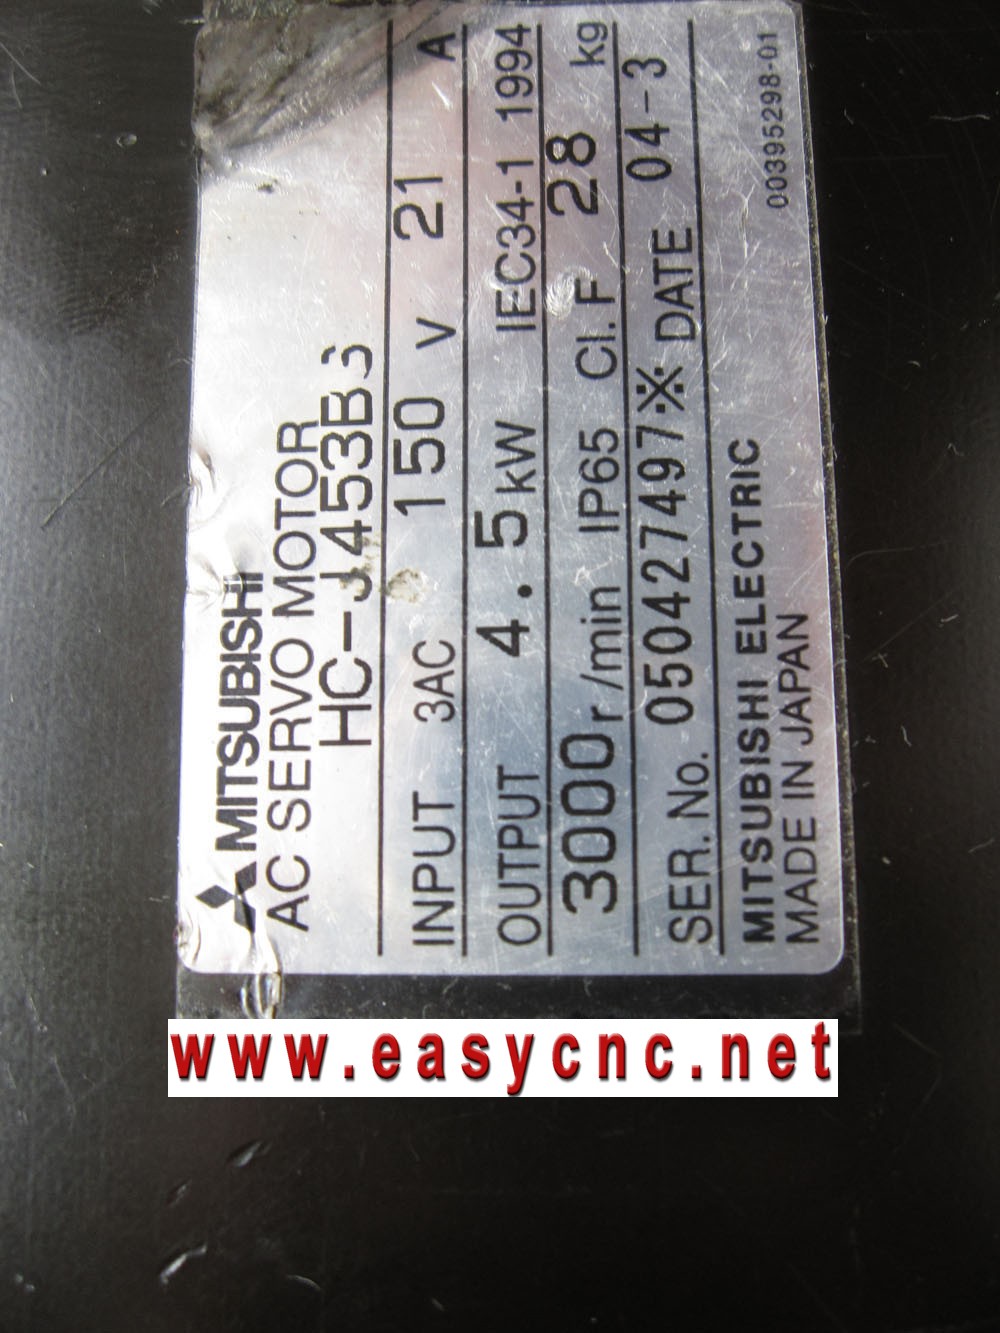 MITSUBISHI
AC SERVO MOTOR
HC-J453BS
INPUT 3AC 150 V 21 A
OUTPUT 4.5 kW IEC34-1 1994
3000 r/min IP65 Cl.F 28 kg
SER.No. 050427497※ DATE 04-3
MITSUBISHI ELECTRIC
MADE IN JAPAN
00395298-01
www.easycnc.net